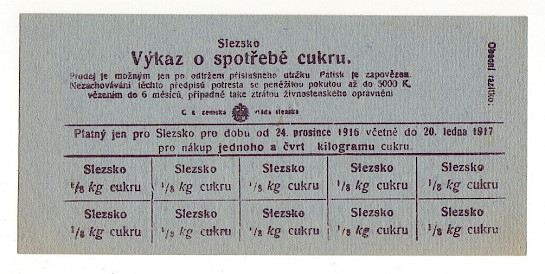 Slezsko
Výkaz o spotřebě cukru.
Prodej je možným jen po odtržení příslušného útržku Patisk je zapovězen.
Nezachovávání těchto předpisů potresta se peněžitou pokutou až do 5000 K,
vězením do 6 měsíců, případně také ztrátou živnostenského oprávnění
C. k. zemská vláda slezská
Obecní razítko.
Platný jen pro Slezsko pro dobu od 24. prosince 1916 včetně do 20. ledna 1917
pro nákup jednoho a čvrt kilogramu cukru.
Slezsko Slezsko Slezsko Slezsko Slezsko
1/8 kg cukru 1/8 kg cukru 1/8 kg cukru 1/8 kg cukru 1/8 kg cukru
Slezsko Slezsko Slezsko Slezsko Slezsko
1/8 kg cukru 1/8 kg cukru 1/8 kg cukru 1/8 kg cukru 1/8 kg cukru